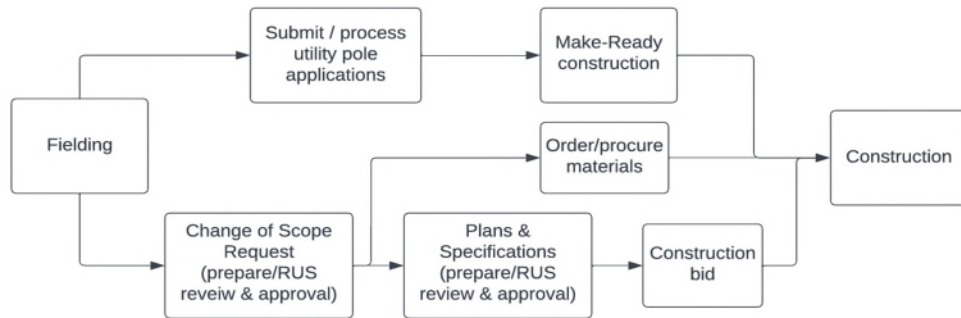 Submit / process
utility pole
applications
Make-Ready
construction
Fielding
Order/procure
materials
Construction
Change of Scope
Request
(prepare/RUS
reveiw & approval)
Plans &
Specifications
(prepare/RUS
review & approval)
Construction
bid